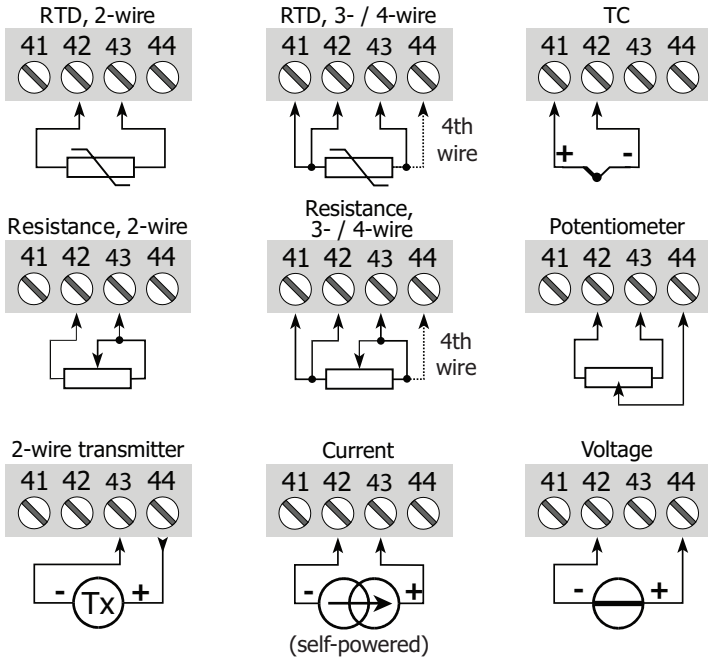 RTD, 2-wire
41 42 43 44
RTD, 3- / 4-wire
41 42 43 44
4th
wire
TC
41 42 43 44
+ -
Resistance, 2-wire
41 42 43 44
Resistance,
3- / 4-wire
41 42 43 44
4th
wire
Potentiometer
41 42 43 44
2-wire transmitter
41 42 43 44
- Tx +
Current
41 42 43 44
- +
(self-powered)
Voltage
41 42 43 44
- +